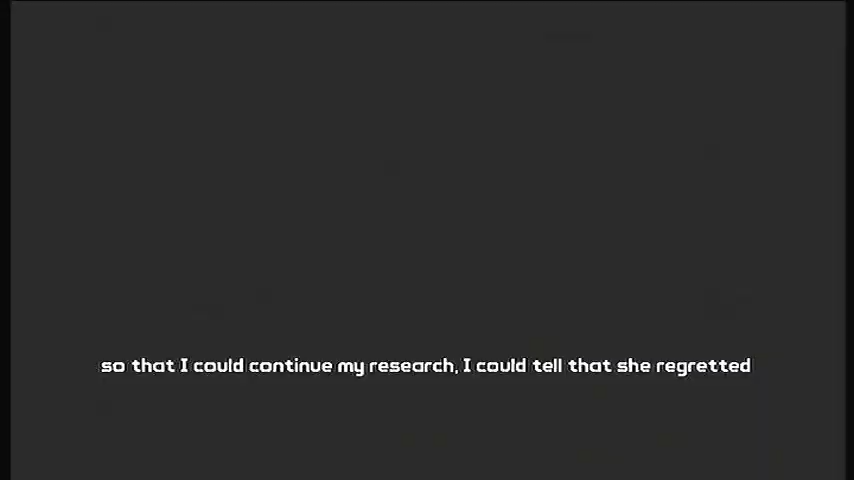 so that I could continue my research, I could tell that she regretted